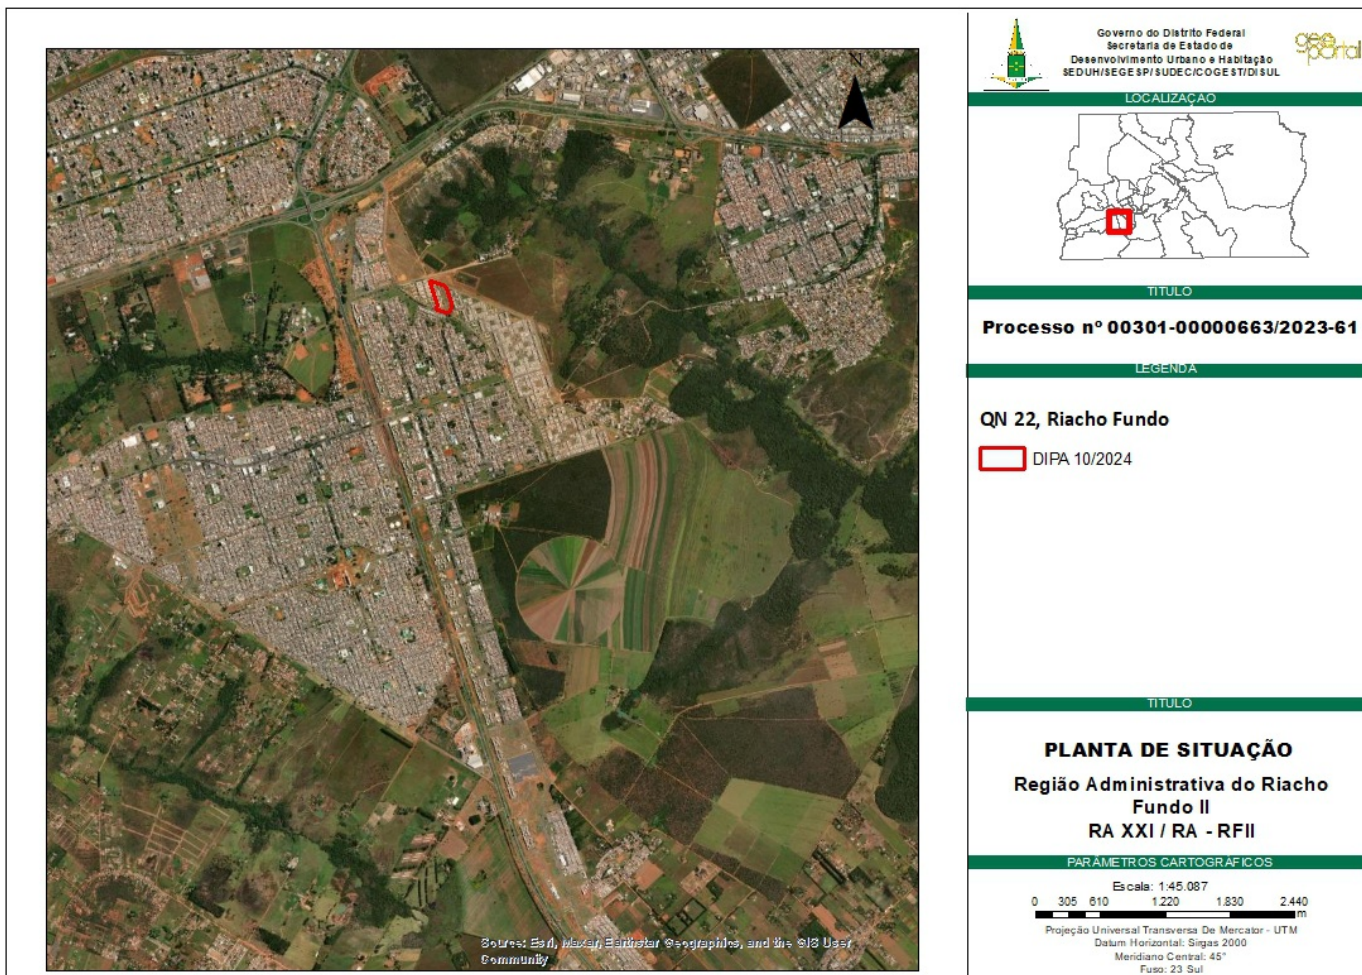 Governo do Distrito Federal
Secretaria de Estado de
Desenvolvimento Urbano e Habitação
SEDUH/SEGESP/SUDEC/COGEST/DISUL
geo
portal
LOCALIZAÇÃO
TITULO
Processo nº 00301-00000663/2023-61
LEGENDA
QN 22, Riacho Fundo
DIPA 10/2024
TITULO
PLANTA DE SITUAÇÃO
Região Administrativa do Riacho
Fundo II
RA XXI / RA - RFII
PARÂMETROS CARTOGRÁFICOS
Escala: 1:45.087
0 305 610 1.220 1.830 2.440
m
Projeção Universal Transversa De Mercator - UTM
Datum Horizontal: Sirgas 2000
Meridiano Central: 45°
Fuso: 23 Sul
N
Source: Esri, Maxar, Earthstar Geographics, and the GIS User
Community